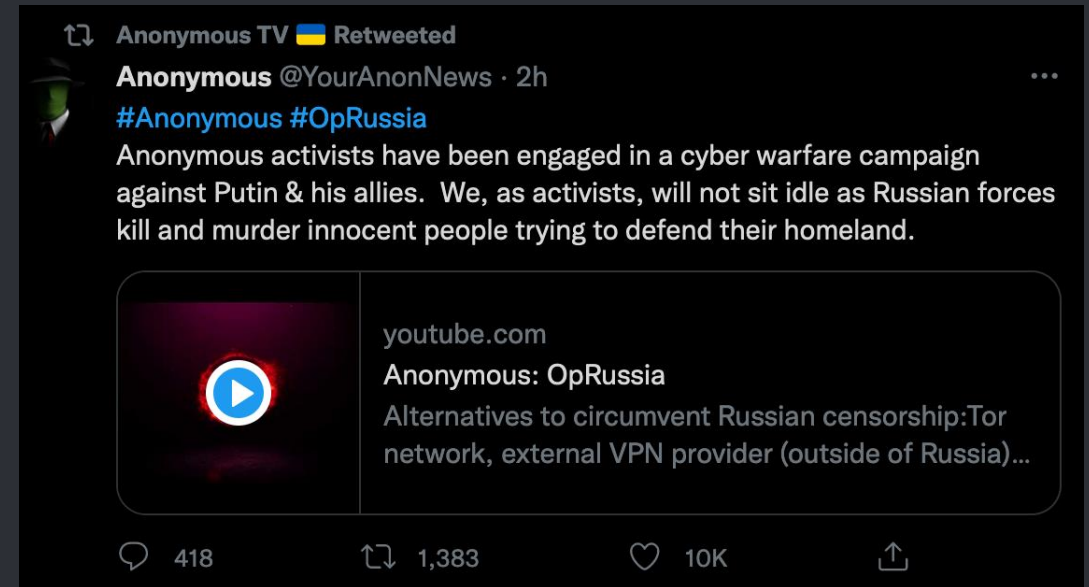 Anonymous TV 🇺🇦 Retweeted
Anonymous @YourAnonNews · 2h
#Anonymous #OpRussia
Anonymous activists have been engaged in a cyber warfare campaign
against Putin & his allies.  We, as activists, will not sit idle as Russian forces
kill and murder innocent people trying to defend their homeland.
youtube.com
Anonymous: OpRussia
Alternatives to circumvent Russian censorship:Tor
network, external VPN provider (outside of Russia)...
418 1,383 10K